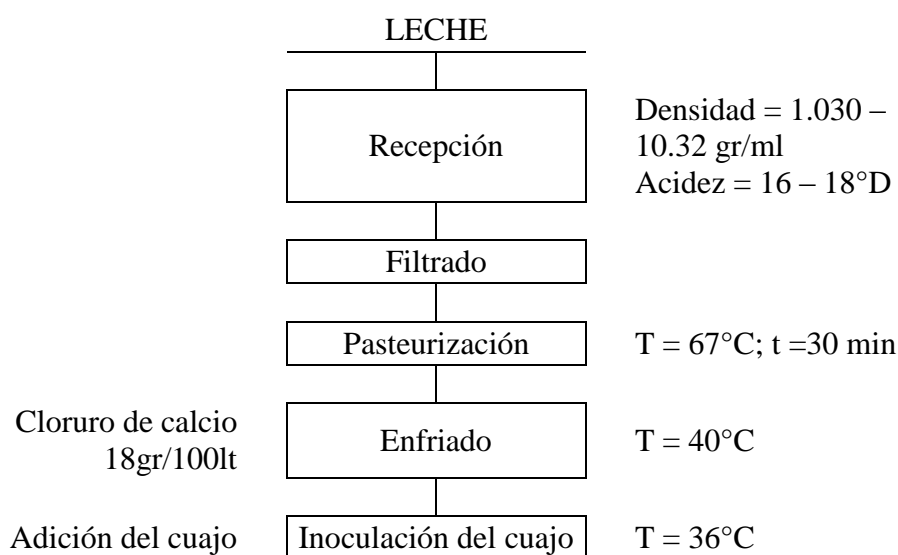 LECHE
Recepción
Densidad = 1.030 –
10.32 gr/ml
Acidez = 16 – 18°D
Filtrado
Pasteurización
T = 67°C; t =30 min
Cloruro de calcio
18gr/100lt
Enfriado
T = 40°C
Adición del cuajo
Inoculación del cuajo
T = 36°C